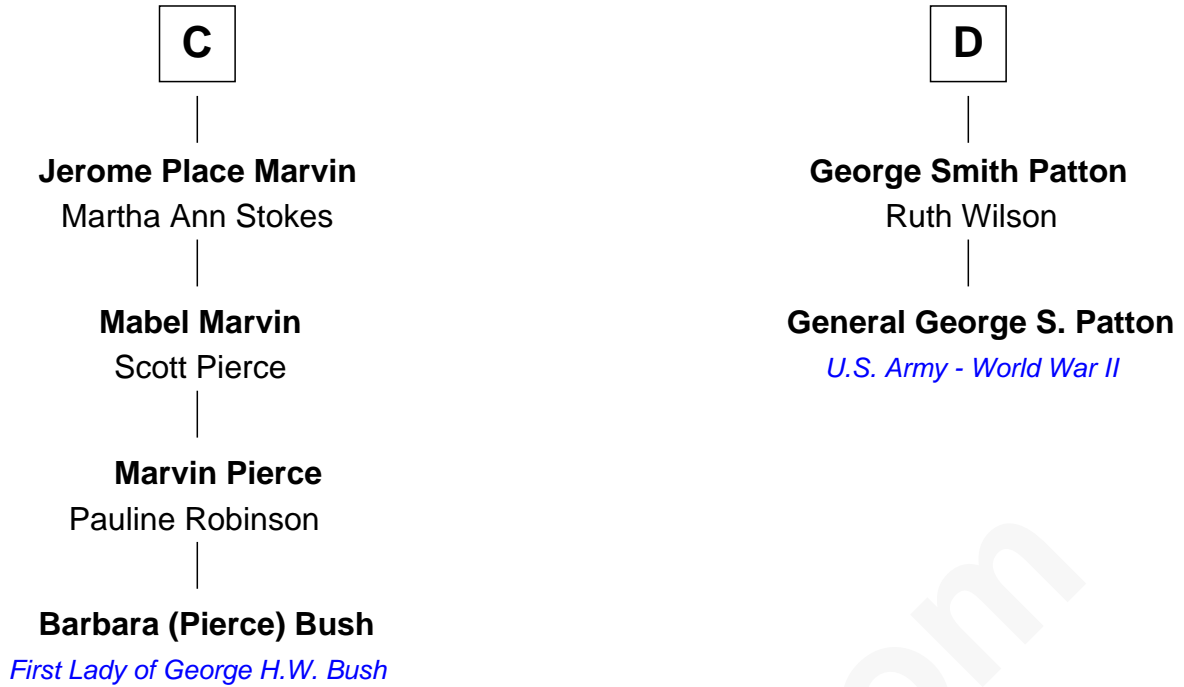 C
Jerome Place Marvin
Martha Ann Stokes
Mabel Marvin
Scott Pierce
Marvin Pierce
Pauline Robinson
Barbara (Pierce) Bush
First Lady of George H.W. Bush
D
George Smith Patton
Ruth Wilson
General George S. Patton
U.S. Army - World War II
om